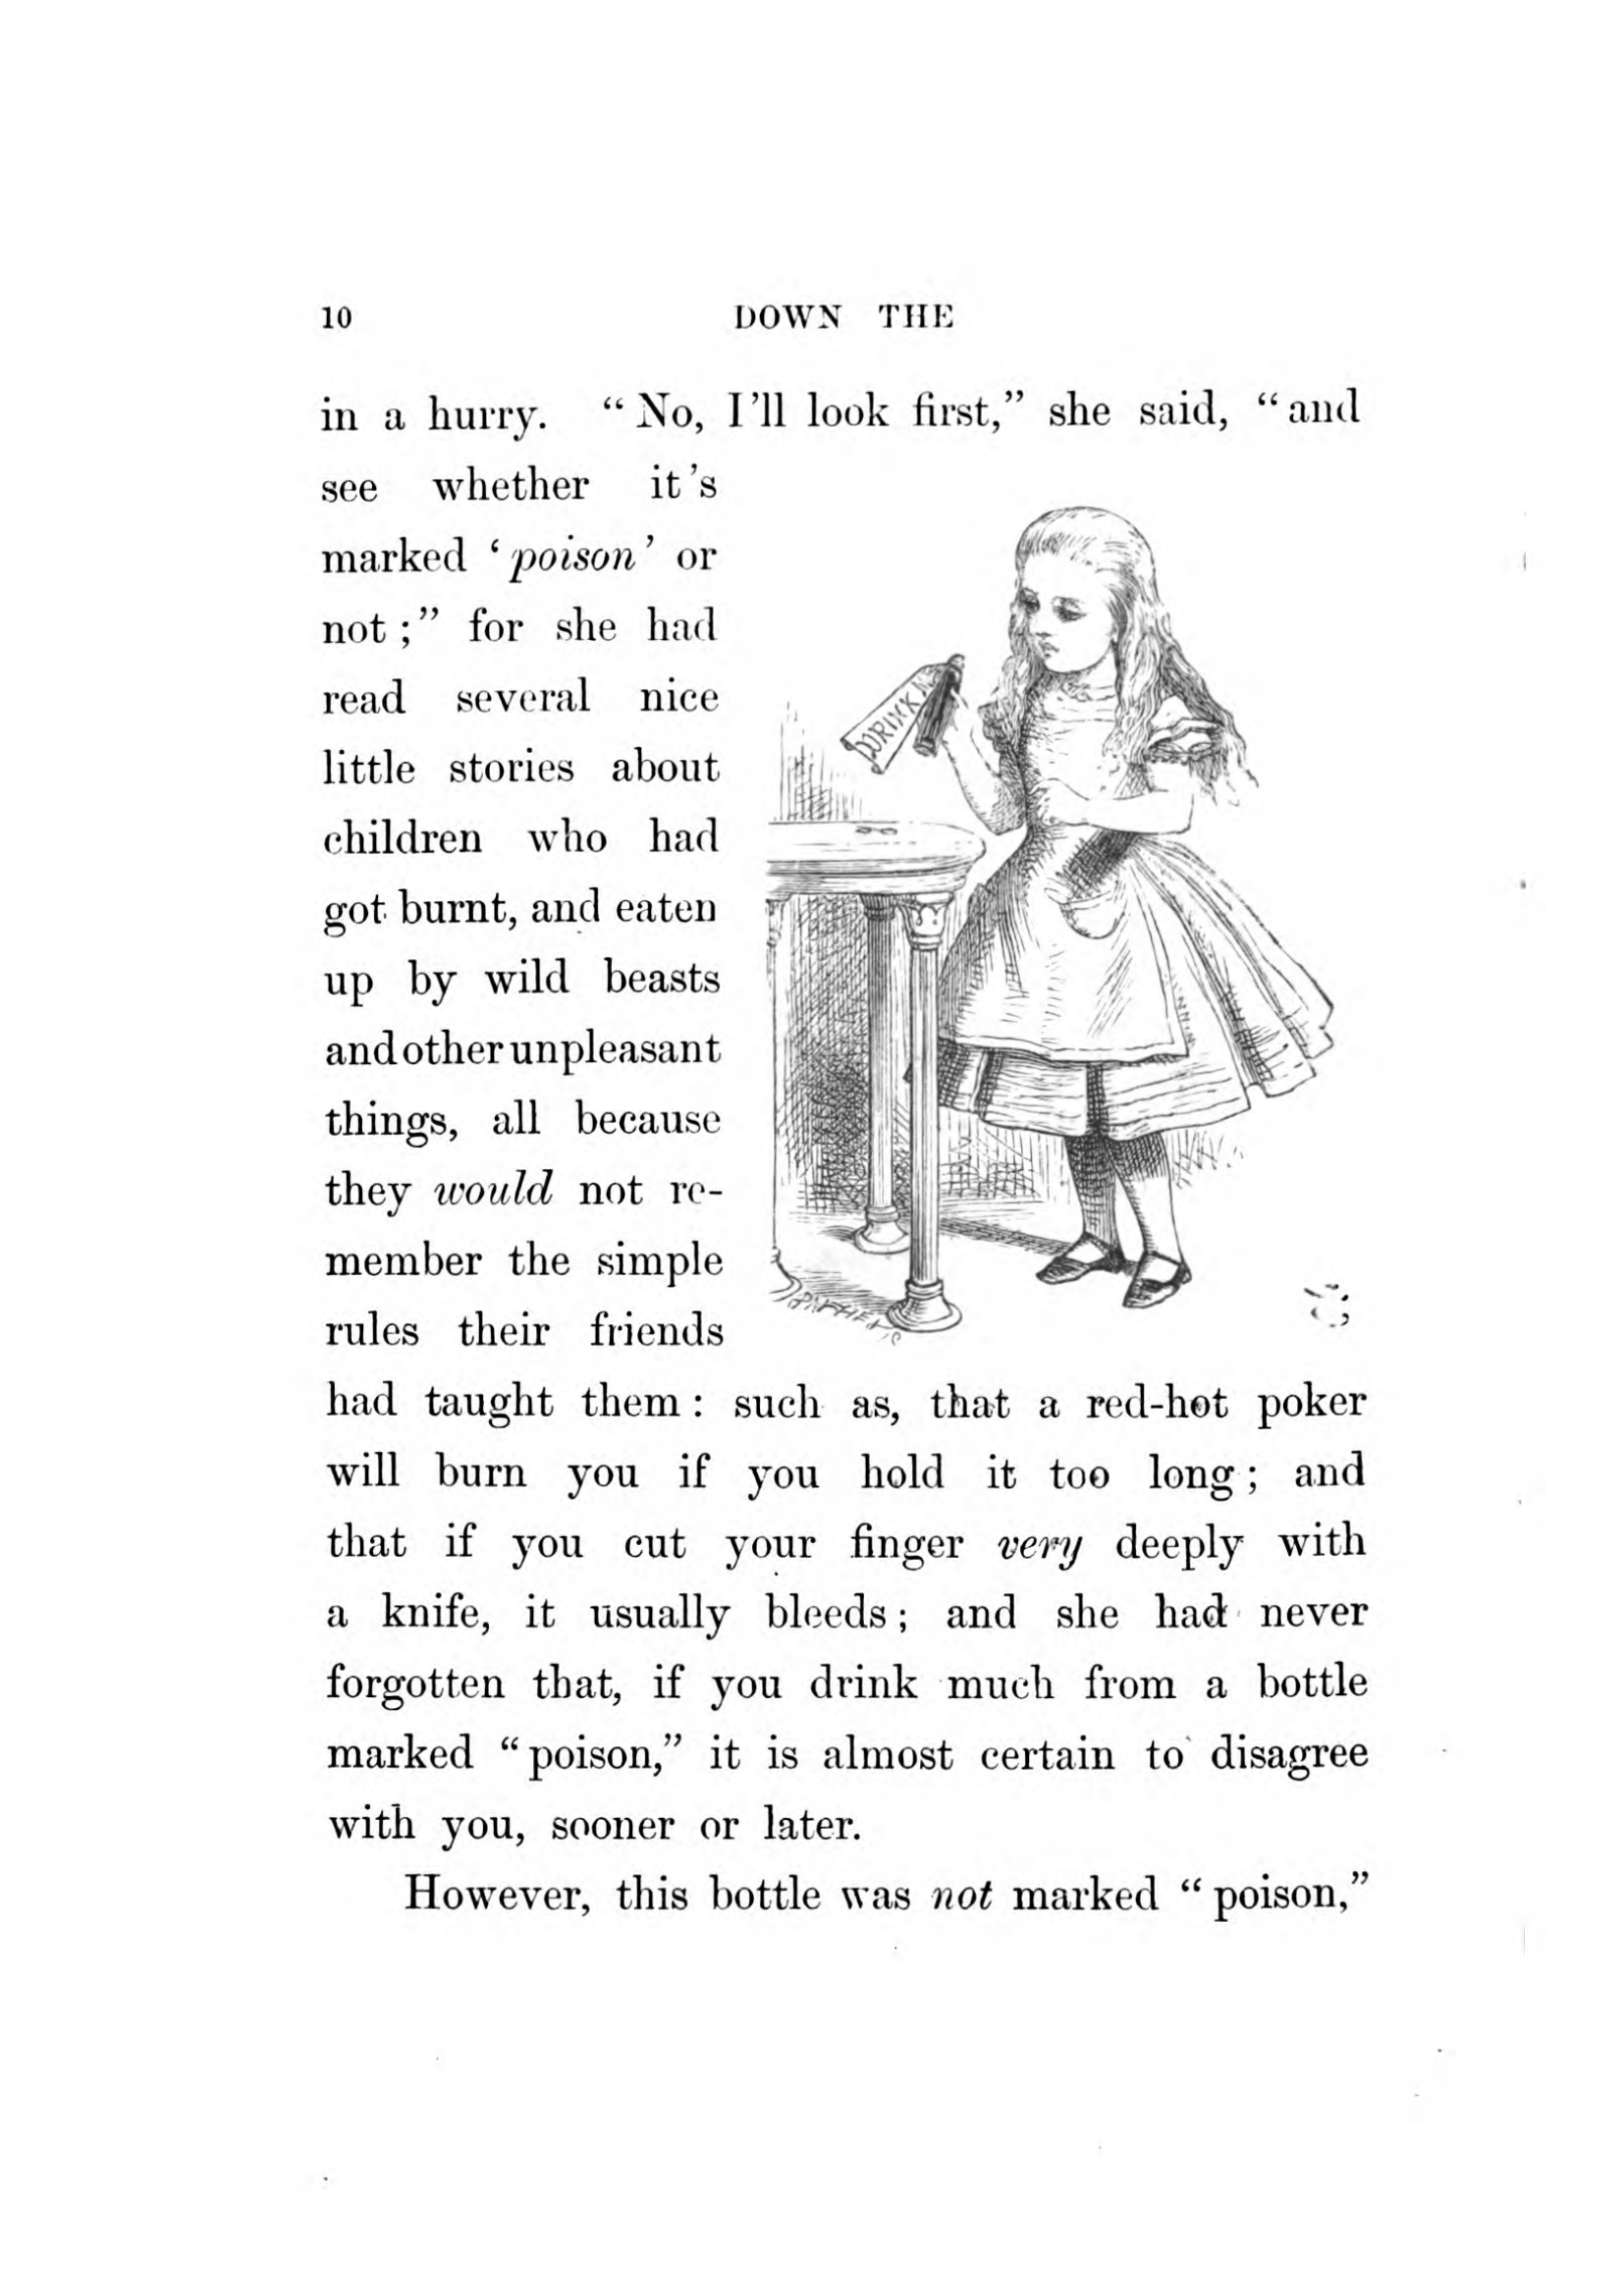 10 DOWN THE
in a hurry. “No, I’ll look first,” she said, “and
see whether it’s
marked ‘poison’ or
not;” for she had
read several nice
little stories about
children who had
got burnt, and eaten
up by wild beasts
and other unpleasant
things, all because
they would not re-
member the simple
rules their friends
DRINK
had taught them: such as, that a red-hot poker
will burn you if you hold it too long; and
that if you cut your finger very deeply with
a knife, it usually bleeds; and she had never
forgotten that, if you drink much from a bottle
marked “poison,” it is almost certain to disagree
with you, sooner or later.
However, this bottle was not marked “poison,”